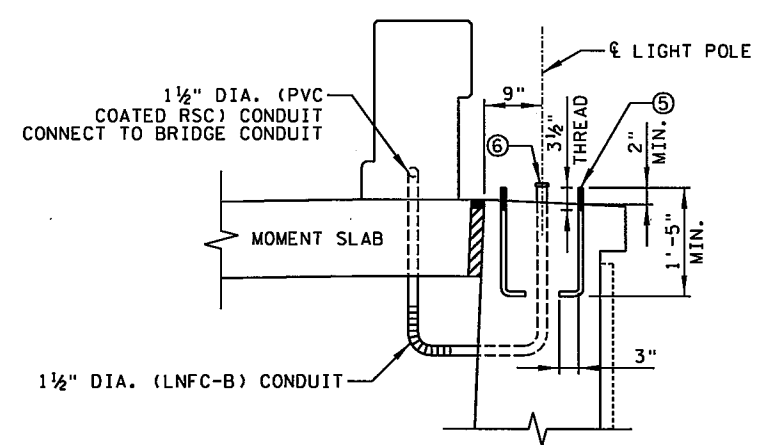 ℄ LIGHT POLE
1½" DIA. (PVC
COATED RSC) CONDUIT
CONNECT TO BRIDGE CONDUIT
9"
⑤
⑥
3½"
THREAD
2"
MIN.
MOMENT SLAB
1'-5"
MIN.
3"
1½" DIA. (LNFC-B) CONDUIT